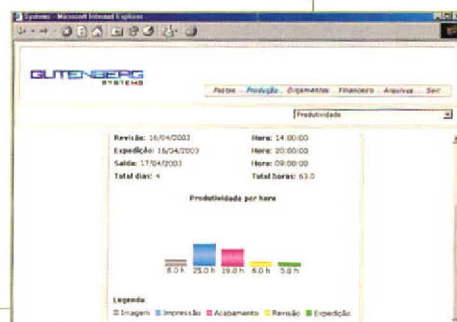 Systems - Microsoft Internet Explorer
GUTENBERG
SYSTEMS
Pastas Produção Orçamentos Financeiro Arquivos Sair
Produtividade
Revisão: 16/04/2003 Hora: 14:00:00
Expedição: 16/04/2003 Hora: 20:00:00
Saída: 17/04/2003 Hora: 09:00:00
Total dias: 4 Total horas: 63.0
Produtividade por hora
8.0 h 25.0 h 19.0 h 6.0 h 5.0 h
Legenda
Imagem Impressão Acabamento Revisão Expedição